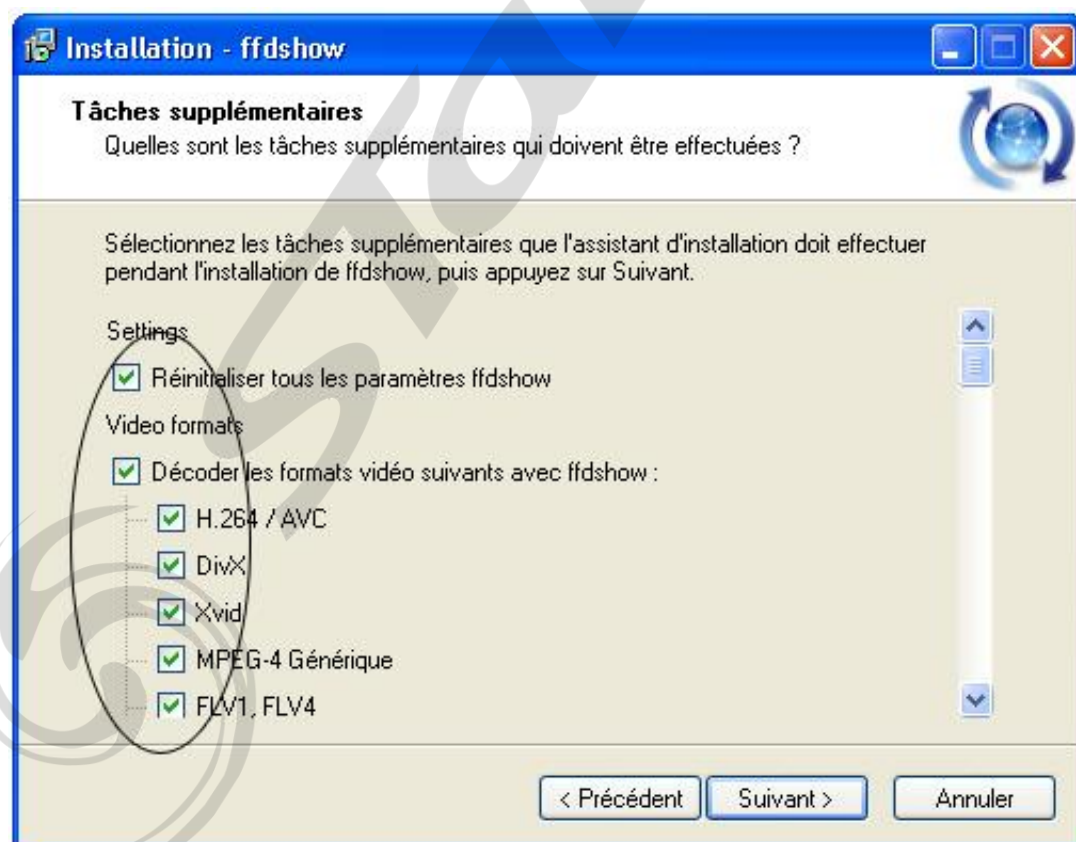 Installation - ffdshow
Tâches supplémentaires
Quelles sont les tâches supplémentaires qui doivent être effectuées ?
Sélectionnez les tâches supplémentaires que l'assistant d'installation doit effectuer
pendant l'installation de ffdshow, puis appuyez sur Suivant.
Settings
Réinitialiser tous les paramètres ffdshow
Video formats
Décoder les formats vidéo suivants avec ffdshow :
H.264 / AVC
DivX
Xvid
MPEG-4 Générique
FLV1, FLV4
< Précédent
Suivant >
Annuler